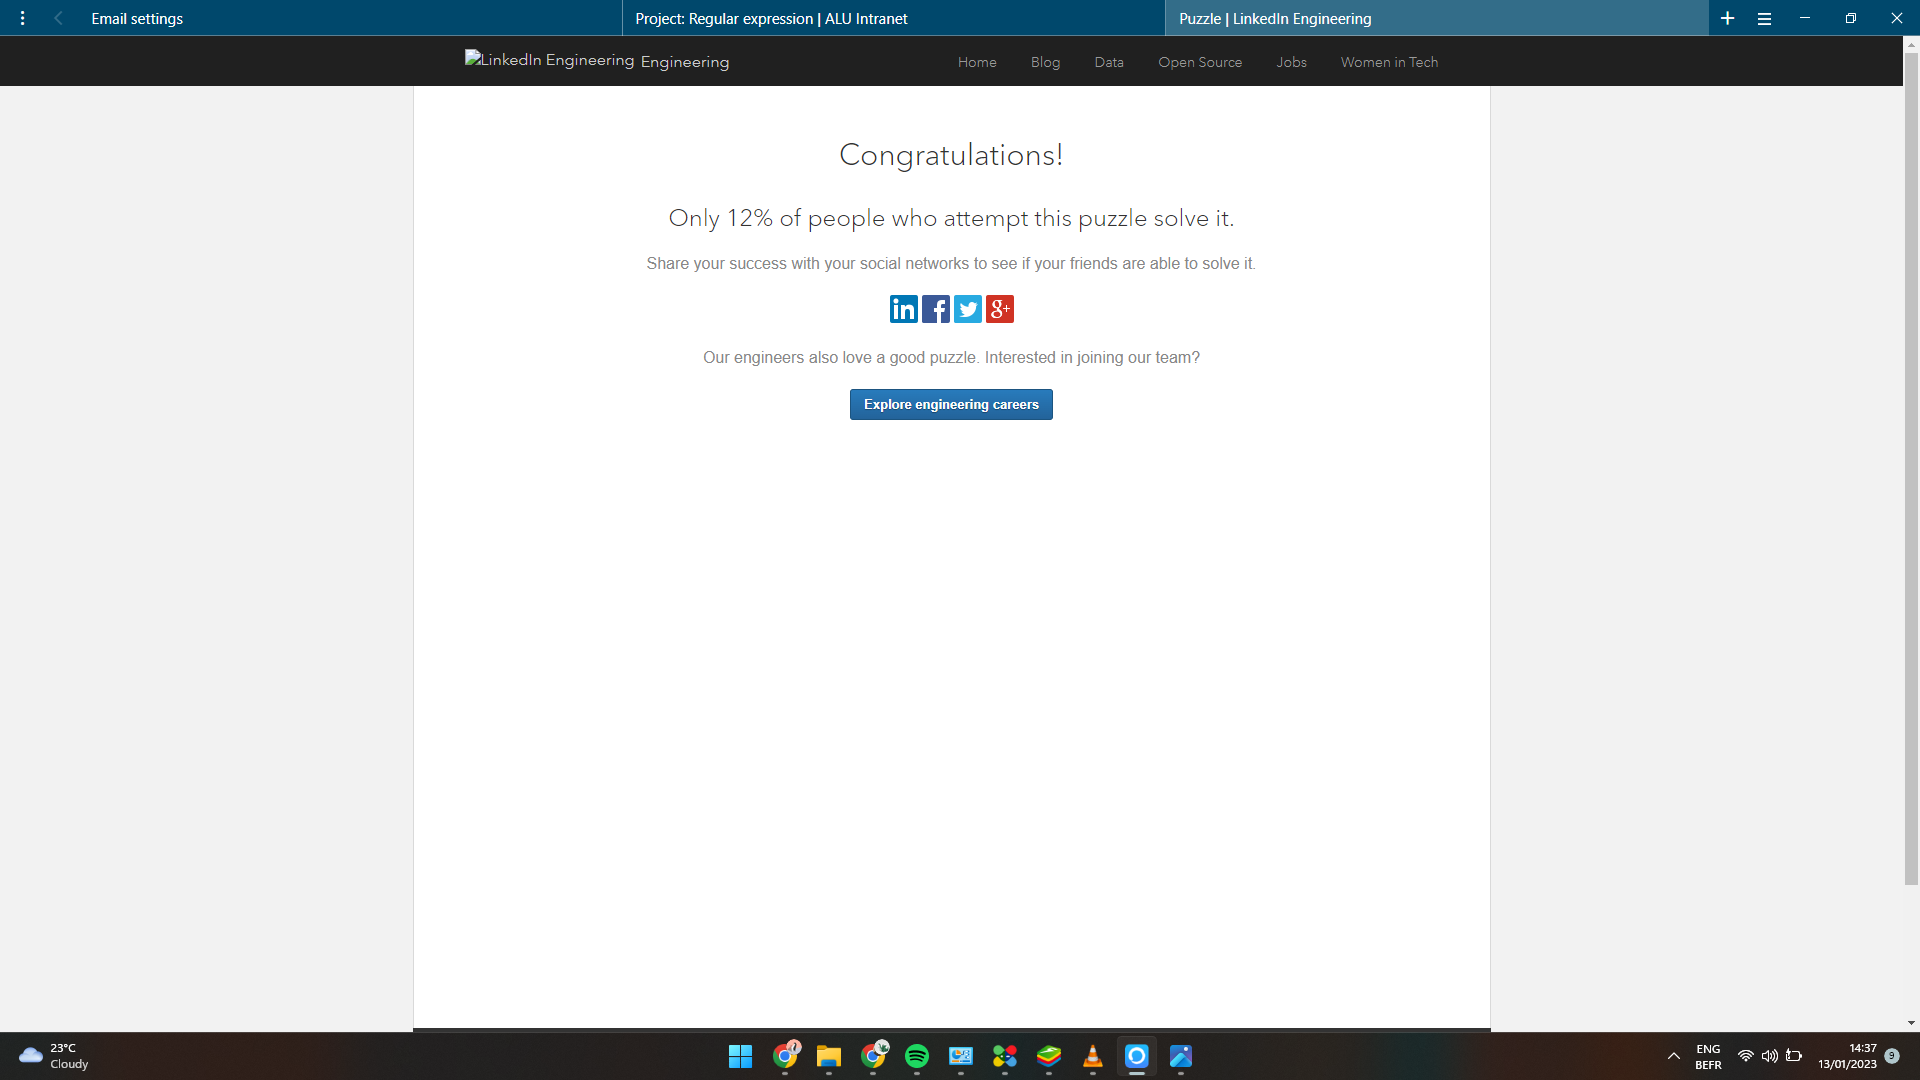 Email settings
Project: Regular expression | ALU Intranet
Puzzle | LinkedIn Engineering
LinkedIn Engineering Engineering
Home Blog Data Open Source Jobs Women in Tech
Congratulations!
Only 12% of people who attempt this puzzle solve it.
Share your success with your social networks to see if your friends are able to solve it.
in f g+
Our engineers also love a good puzzle. Interested in joining our team?
Explore engineering careers
23°C
Cloudy
ENG
BEFR
14:37
13/01/2023
9